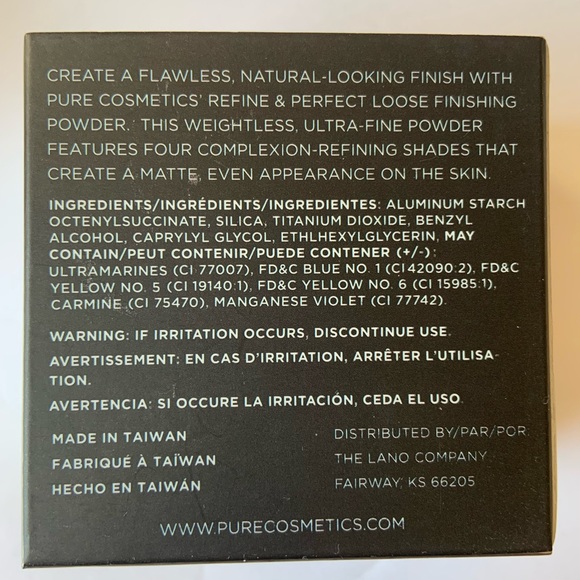 CREATE A FLAWLESS, NATURAL-LOOKING FINISH WITH
PURE COSMETICS' REFINE & PERFECT LOOSE FINISHING
POWDER. THIS WEIGHTLESS, ULTRA-FINE POWDER
FEATURES FOUR COMPLEXION-REFINING SHADES THAT
CREATE A MATTE, EVEN APPEARANCE ON THE SKIN.
INGREDIENTS/INGRÉDIENTS/INGREDIENTES: ALUMINUM STARCH
OCTENYLSUCCINATE, SILICA, TITANIUM DIOXIDE, BENZYL
ALCOHOL, CAPRYLYL GLYCOL, ETHLHEXYLGLYCERIN, MAY
CONTAIN/PEUT CONTENIR/PUEDE CONTENER (+/-):
ULTRAMARINES (CI 77007), FD&C BLUE NO. 1 (CI 42090:2), FD&C
YELLOW NO. 5 (CI 19140:1), FD&C YELLOW NO. 6 (CI 15985:1),
CARMINE (CI 75470), MANGANESE VIOLET (CI 77742).
WARNING: IF IRRITATION OCCURS, DISCONTINUE USE.
AVERTISSEMENT: EN CAS D'IRRITATION, ARRÊTER L'UTILISA-
TION.
AVERTENCIA: SI OCCURE LA IRRITACIÓN, CEDA EL USO.
MADE IN TAIWAN
FABRIQUÉ À TAÏWAN
HECHO EN TAIWÁN
DISTRIBUTED BY/PAR/POR:
THE LANO COMPANY,
FAIRWAY, KS 66205
WWW.PURECOSMETICS.COM